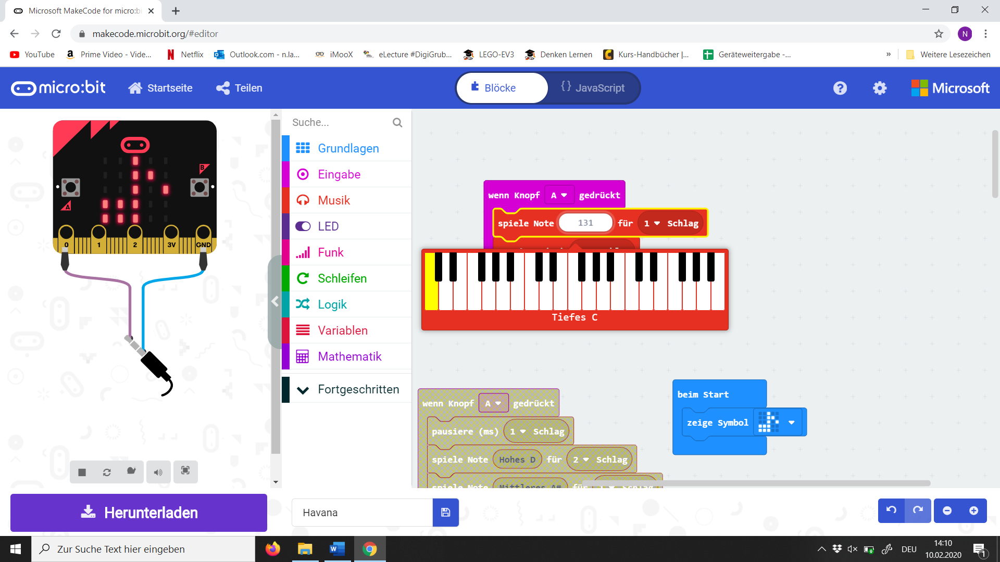 Microsoft MakeCode for micro:bi
makecode.microbit.org/#editor
N
YouTube
Prime Video - Vide...
Netflix
Outlook.com - n.la...
iMooX
eLecture #DigiGrub...
LEGO-EV3
Denken Lernen
Kurs-Handbücher |...
Geräteweitergabe -...
»
Weitere Lesezeichen
micro:bit
Startseite
Teilen
Blöcke
{} JavaScript
Microsoft
B
A
0 1 2 3V GND
Suche...
Grundlagen
Eingabe
Musik
LED
Funk
Schleifen
Logik
Variablen
Mathematik
Fortgeschritten
wenn Knopf A gedrückt
spiele Note 131 für 1 Schlag
Tiefes C
wenn Knopf A gedrückt
pausiere (ms) 1 Schlag
spiele Note Hohes D für 2 Schlag
spiele Note Mittleres A# für 1 Schlag
beim Start
zeige Symbol
Herunterladen
Havana
Zur Suche Text hier eingeben
W
DEU
14:10
10.02.2020
1